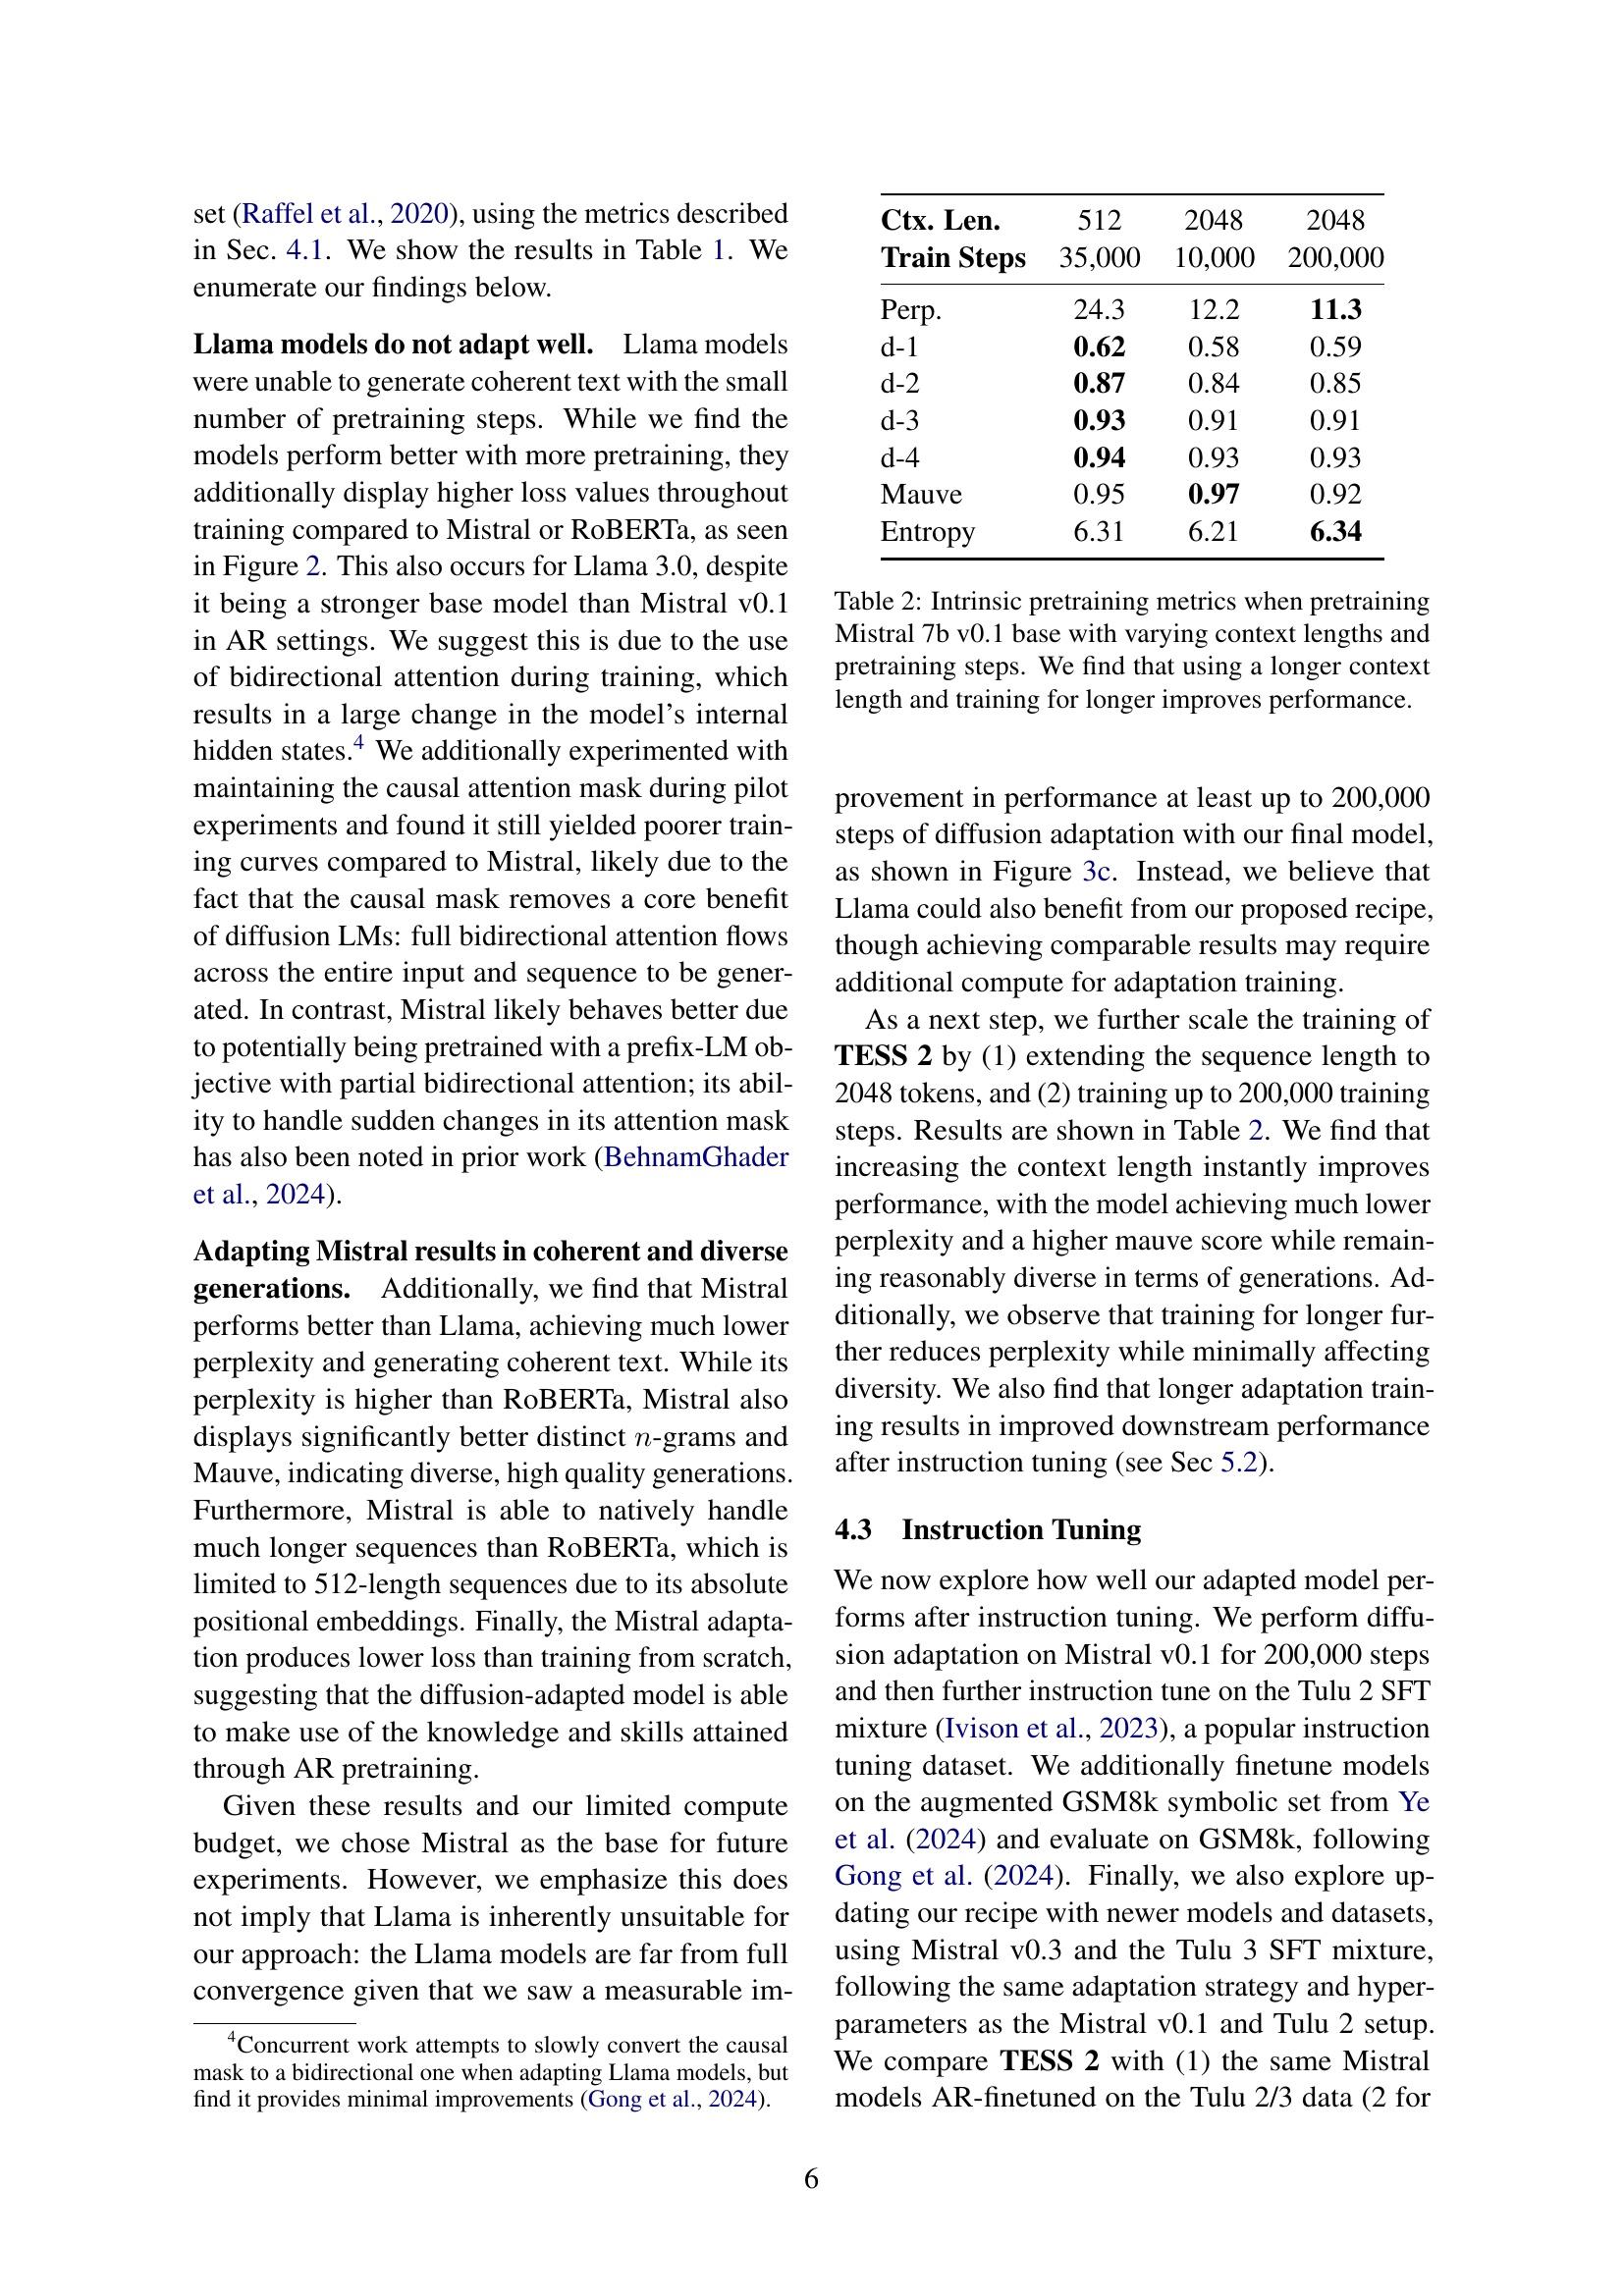 set (Raffel et al., 2020), using the metrics described
in Sec. 4.1. We show the results in Table 1. We
enumerate our findings below.
Llama models do not adapt well. Llama models
were unable to generate coherent text with the small
number of pretraining steps. While we find the
models perform better with more pretraining, they
additionally display higher loss values throughout
training compared to Mistral or RoBERTa, as seen
in Figure 2. This also occurs for Llama 3.0, despite
it being a stronger base model than Mistral v0.1
in AR settings. We suggest this is due to the use
of bidirectional attention during training, which
results in a large change in the model's internal
hidden states.4 We additionally experimented with
maintaining the causal attention mask during pilot
experiments and found it still yielded poorer train-
ing curves compared to Mistral, likely due to the
fact that the causal mask removes a core benefit
of diffusion LMs: full bidirectional attention flows
across the entire input and sequence to be gener-
ated. In contrast, Mistral likely behaves better due
to potentially being pretrained with a prefix-LM ob-
jective with partial bidirectional attention; its abil-
ity to handle sudden changes in its attention mask
has also been noted in prior work (BehnamGhader
et al., 2024).
Adapting Mistral results in coherent and diverse
generations. Additionally, we find that Mistral
performs better than Llama, achieving much lower
perplexity and generating coherent text. While its
perplexity is higher than RoBERTa, Mistral also
displays significantly better distinct n-grams and
Mauve, indicating diverse, high quality generations.
Furthermore, Mistral is able to natively handle
much longer sequences than RoBERTa, which is
limited to 512-length sequences due to its absolute
positional embeddings. Finally, the Mistral adapta-
tion produces lower loss than training from scratch,
suggesting that the diffusion-adapted model is able
to make use of the knowledge and skills attained
through AR pretraining.
Given these results and our limited compute
budget, we chose Mistral as the base for future
experiments. However, we emphasize this does
not imply that Llama is inherently unsuitable for
our approach: the Llama models are far from full
convergence given that we saw a measurable im-
4Concurrent work attempts to slowly convert the causal
mask to a bidirectional one when adapting Llama models, but
find it provides minimal improvements (Gong et al., 2024).
Ctx. Len. 512 2048 2048
Train Steps 35,000 10,000 200,000
Perp. 24.3 12.2 11.3
d-1 0.62 0.58 0.59
d-2 0.87 0.84 0.85
d-3 0.93 0.91 0.91
d-4 0.94 0.93 0.93
Mauve 0.95 0.97 0.92
Entropy 6.31 6.21 6.34
Table 2: Intrinsic pretraining metrics when pretraining
Mistral 7b v0.1 base with varying context lengths and
pretraining steps. We find that using a longer context
length and training for longer improves performance.
provement in performance at least up to 200,000
steps of diffusion adaptation with our final model,
as shown in Figure 3c. Instead, we believe that
Llama could also benefit from our proposed recipe,
though achieving comparable results may require
additional compute for adaptation training.
As a next step, we further scale the training of
TESS 2 by (1) extending the sequence length to
2048 tokens, and (2) training up to 200,000 training
steps. Results are shown in Table 2. We find that
increasing the context length instantly improves
performance, with the model achieving much lower
perplexity and a higher mauve score while remain-
ing reasonably diverse in terms of generations. Ad-
ditionally, we observe that training for longer fur-
ther reduces perplexity while minimally affecting
diversity. We also find that longer adaptation train-
ing results in improved downstream performance
after instruction tuning (see Sec 5.2).
4.3 Instruction Tuning
We now explore how well our adapted model per-
forms after instruction tuning. We perform diffu-
sion adaptation on Mistral v0.1 for 200,000 steps
and then further instruction tune on the Tulu 2 SFT
mixture (Ivison et al., 2023), a popular instruction
tuning dataset. We additionally finetune models
on the augmented GSM8k symbolic set from Ye
et al. (2024) and evaluate on GSM8k, following
Gong et al. (2024). Finally, we also explore up-
dating our recipe with newer models and datasets,
using Mistral v0.3 and the Tulu 3 SFT mixture,
following the same adaptation strategy and hyper-
parameters as the Mistral v0.1 and Tulu 2 setup.
We compare TESS 2 with (1) the same Mistral
models AR-finetuned on the Tulu 2/3 data (2 for
6